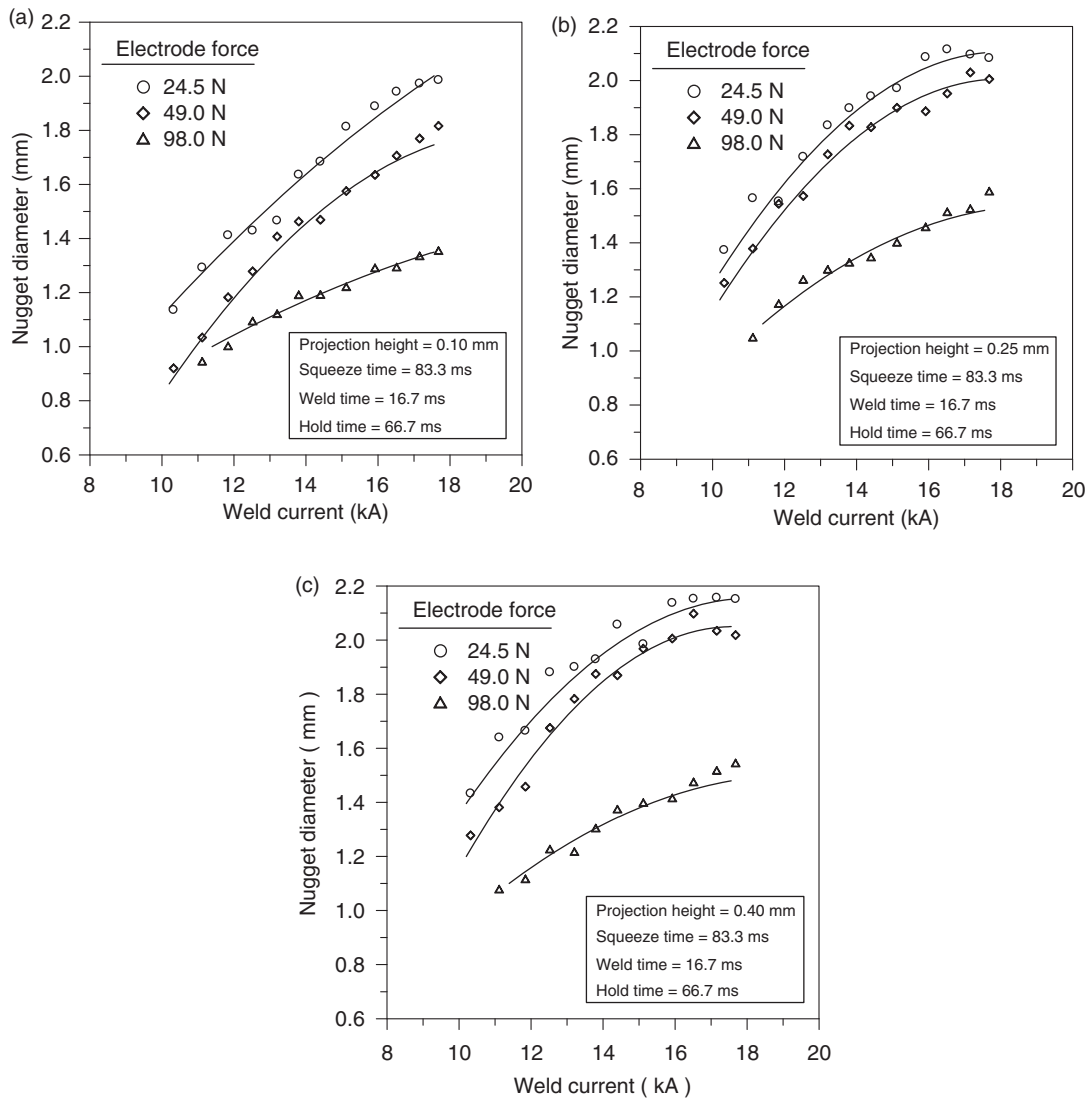 (a)
Electrode force
24.5 N
49.0 N
98.0 N
Projection height = 0.10 mm
Squeeze time = 83.3 ms
Weld time = 16.7 ms
Hold time = 66.7 ms
2.2
2.0
1.8
1.6
1.4
1.2
1.0
0.8
0.6
Nugget diameter (mm)
8 10 12 14 16 18 20
Weld current (kA)
(b)
Electrode force
24.5 N
49.0 N
98.0 N
Projection height = 0.25 mm
Squeeze time = 83.3 ms
Weld time = 16.7 ms
Hold time = 66.7 ms
2.2
2.0
1.8
1.6
1.4
1.2
1.0
0.8
0.6
Nugget diameter (mm)
8 10 12 14 16 18 20
Weld current (kA)
(c)
Electrode force
24.5 N
49.0 N
98.0 N
Projection height = 0.40 mm
Squeeze time = 83.3 ms
Weld time = 16.7 ms
Hold time = 66.7 ms
2.2
2.0
1.8
1.6
1.4
1.2
1.0
0.8
0.6
Nugget diameter ( mm )
8 10 12 14 16 18 20
Weld current ( kA )